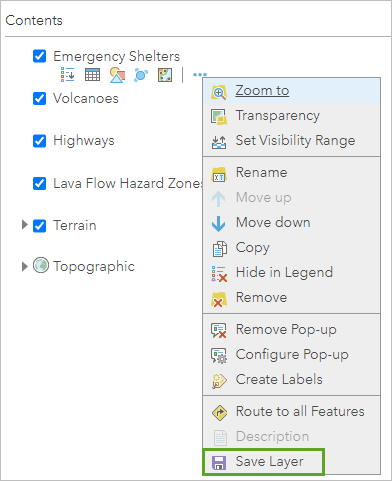 Contents
Emergency Shelters
Volcanoes
Highways
Lava Flow Hazard Zones
Terrain
Topographic
Zoom to
Transparency
Set Visibility Range
Rename
Move up
Move down
Copy
Hide in Legend
Remove
Remove Pop-up
Configure Pop-up
Create Labels
Route to all Features
Description
Save Layer